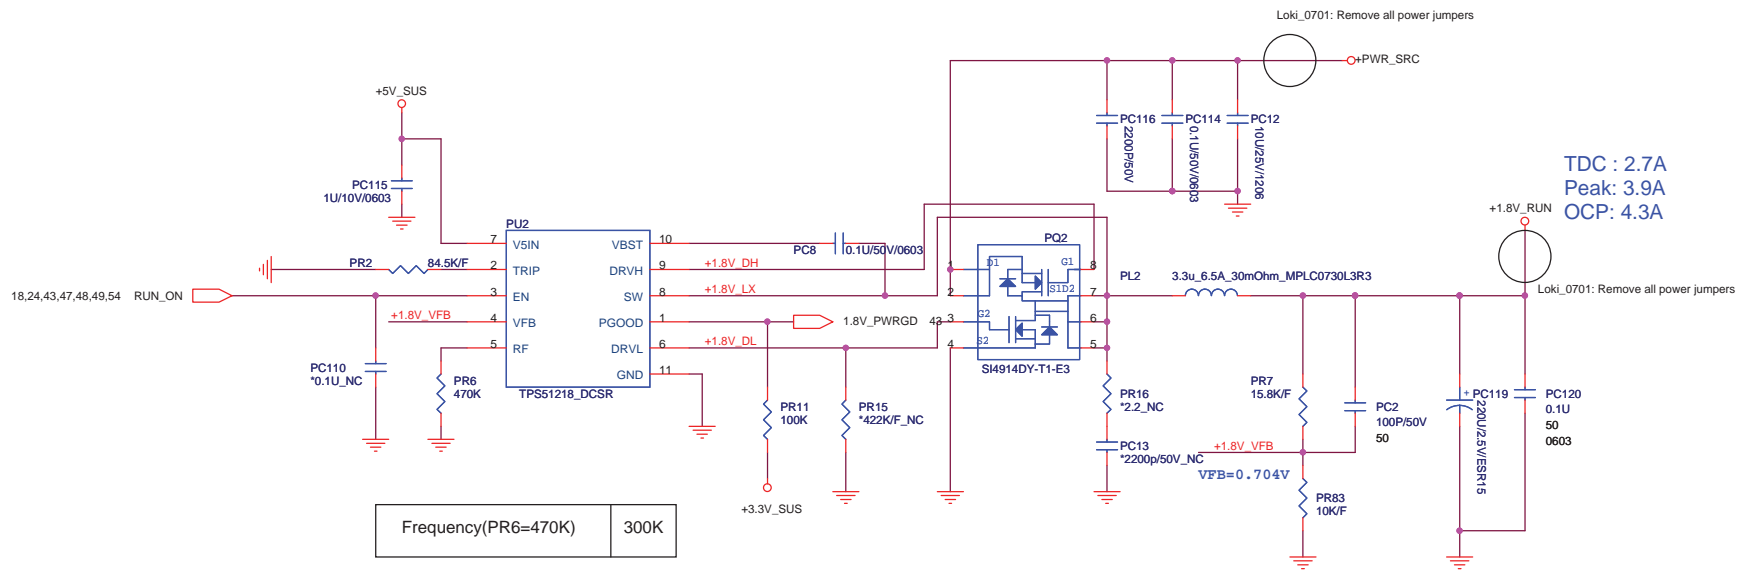 Loki_0701: Remove all power jumpers
+PWR_SRC
+5V_SUS
PC116
2200P/50V
PC114
0.1U/50V/0603
PC12
10U/25V/1206
TDC : 2.7A
Peak: 3.9A
OCP: 4.3A
PC115
1U/10V/0603
+1.8V_RUN
PU2
7 V5IN
VBST 10
PC8
0.1U/50V/0603
PQ2
PR2
84.5K/F
2 TRIP
DRVH 9
+1.8V_DH
1
D1
G1
8
PL2
3.3u_6.5A_30mOhm_MPLC0730L3R3
Loki_0701: Remove all power jumpers
18,24,43,47,48,49,54 RUN_ON
3 EN
SW 8
+1.8V_LX
2
S1D2
7
+1.8V_VFB
4 VFB
PGOOD 1
1.8V_PWRGD 43
3
G2
6
5 RF
DRVL 6
+1.8V_DL
4
S2
5
GND 11
TPS51218_DCSR
SI4914DY-T1-E3
PC110
*0.1U_NC
PR6
470K
PR11
100K
PR15
*422K/F_NC
PR16
*2.2_NC
PC13
*2200p/50V_NC
PR7
15.8K/F
PC2
100P/50V
50
+
PC119
220U/2.5V/ESR15
PC120
0.1U
50
0603
+1.8V_VFB
VFB=0.704V
PR83
10K/F
+3.3V_SUS
Frequency(PR6=470K) 300K